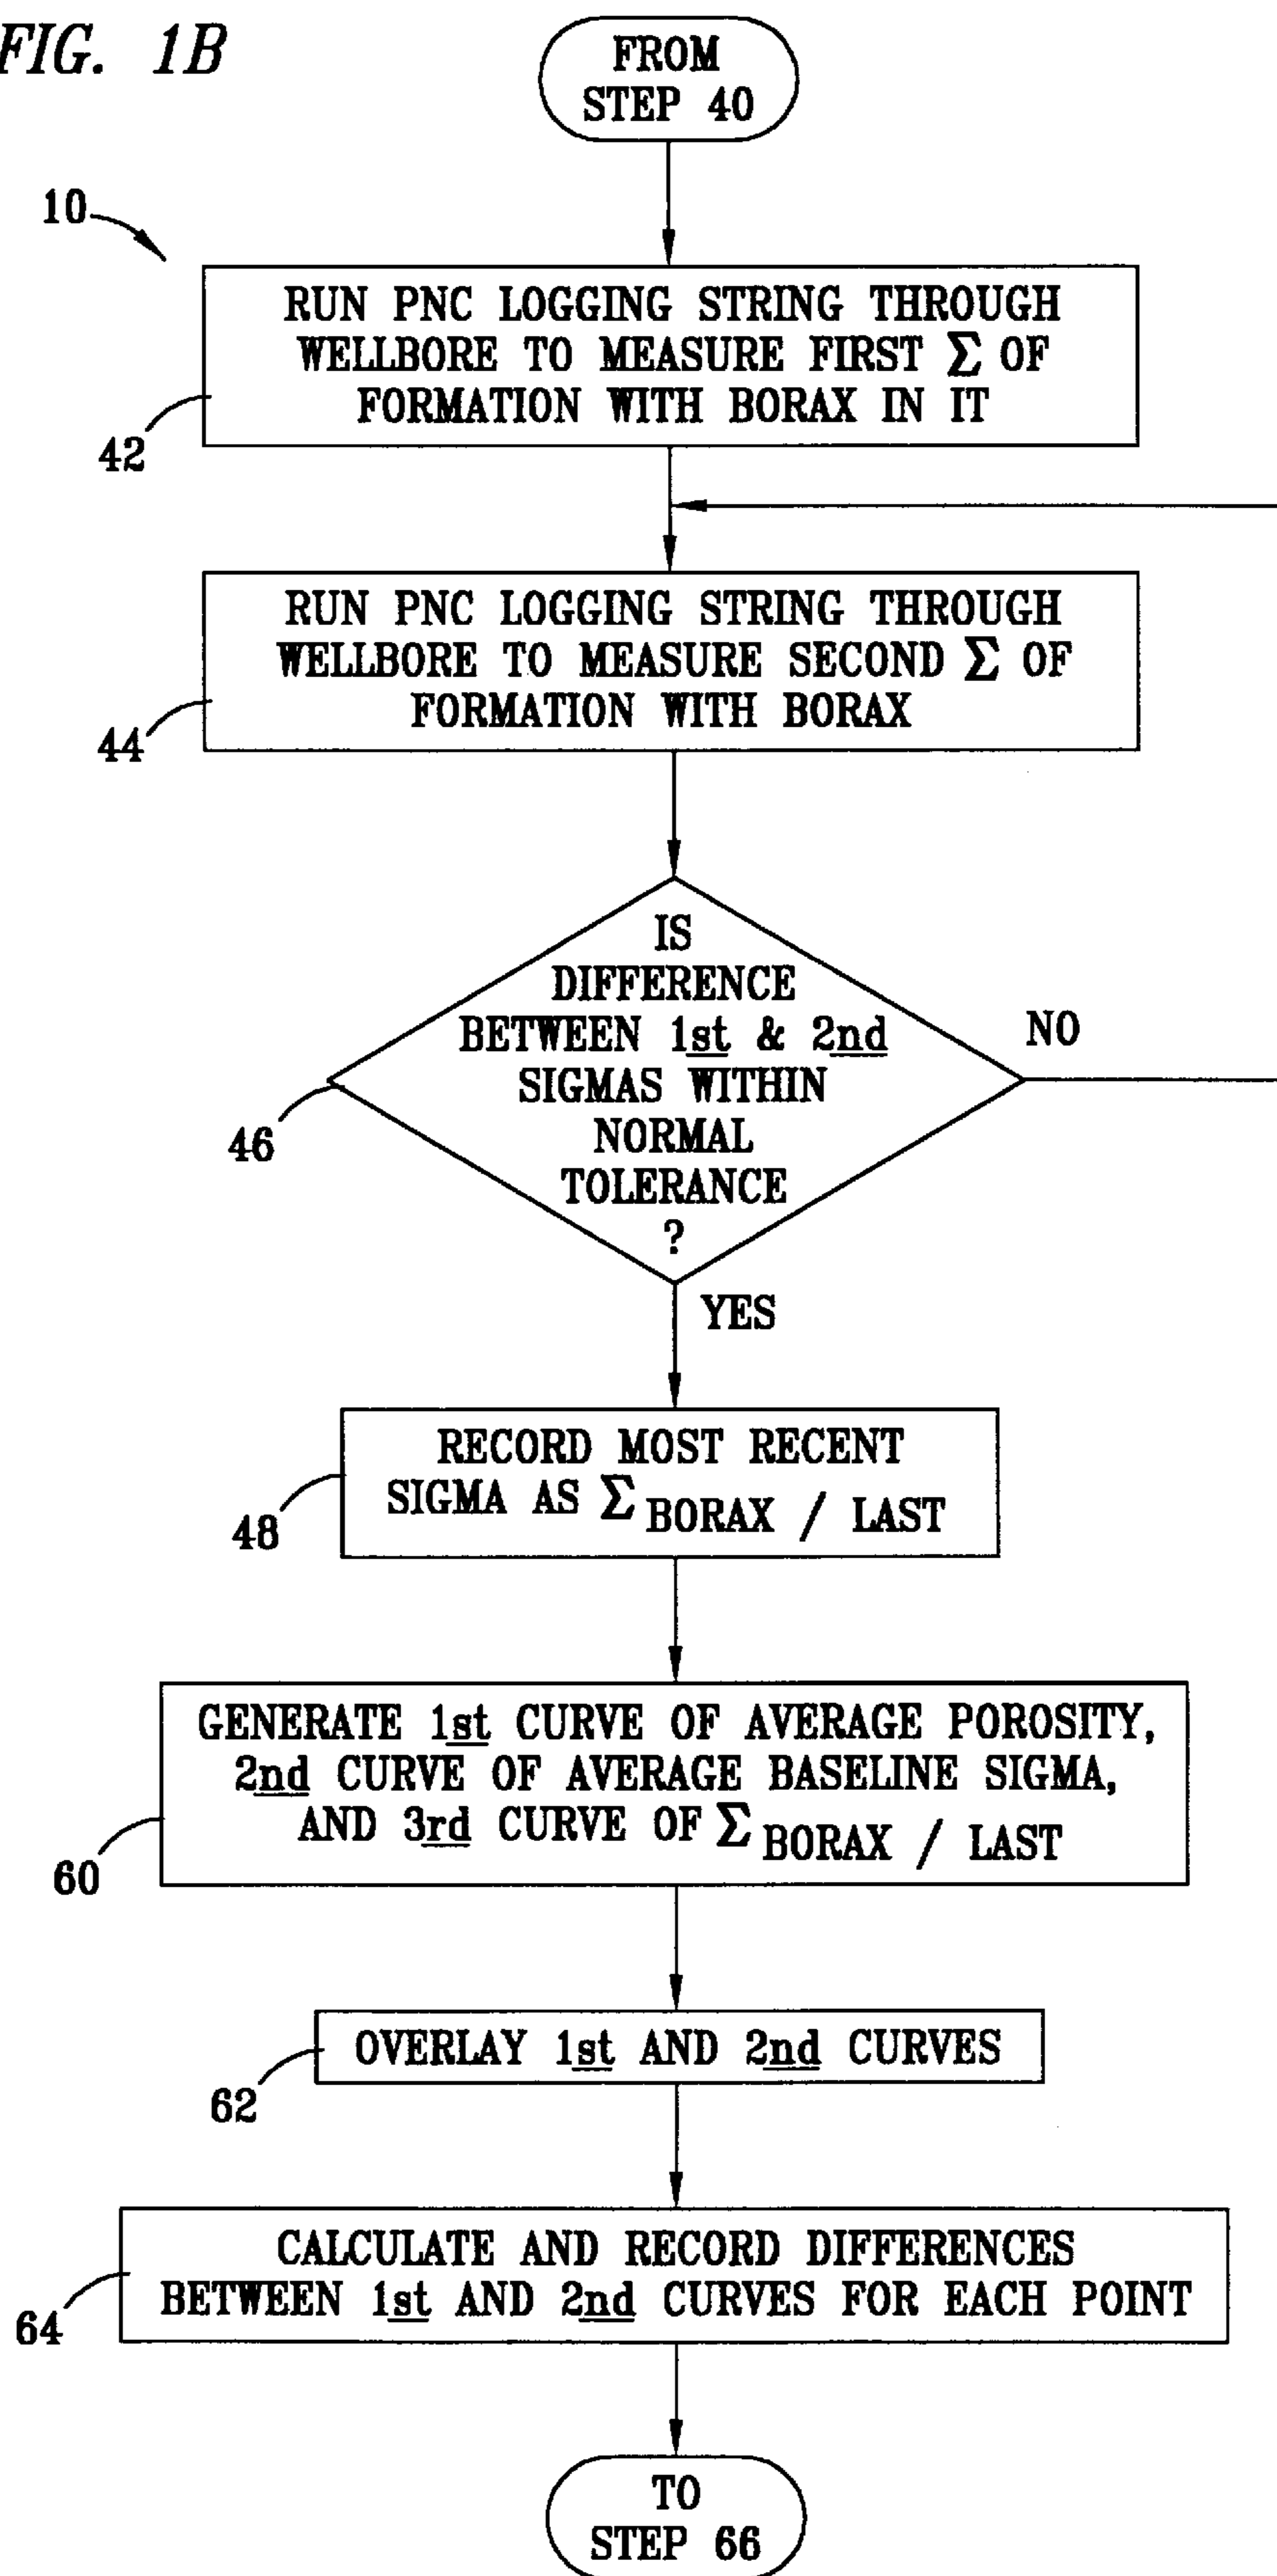 FIG. 1B
FROM
STEP 40
10
RUN PNC LOGGING STRING THROUGH
WELLBORE TO MEASURE FIRST Σ OF
FORMATION WITH BORAX IN IT
42
RUN PNC LOGGING STRING THROUGH
WELLBORE TO MEASURE SECOND Σ OF
FORMATION WITH BORAX
44
IS
DIFFERENCE
BETWEEN 1st & 2nd
SIGMAS WITHIN
NORMAL
TOLERANCE
?
NO
46
YES
RECORD MOST RECENT
SIGMA AS Σ BORAX / LAST
48
GENERATE 1st CURVE OF AVERAGE POROSITY,
2nd CURVE OF AVERAGE BASELINE SIGMA,
AND 3rd CURVE OF Σ BORAX / LAST
60
OVERLAY 1st AND 2nd CURVES
62
CALCULATE AND RECORD DIFFERENCES
BETWEEN 1st AND 2nd CURVES FOR EACH POINT
64
TO
STEP 66